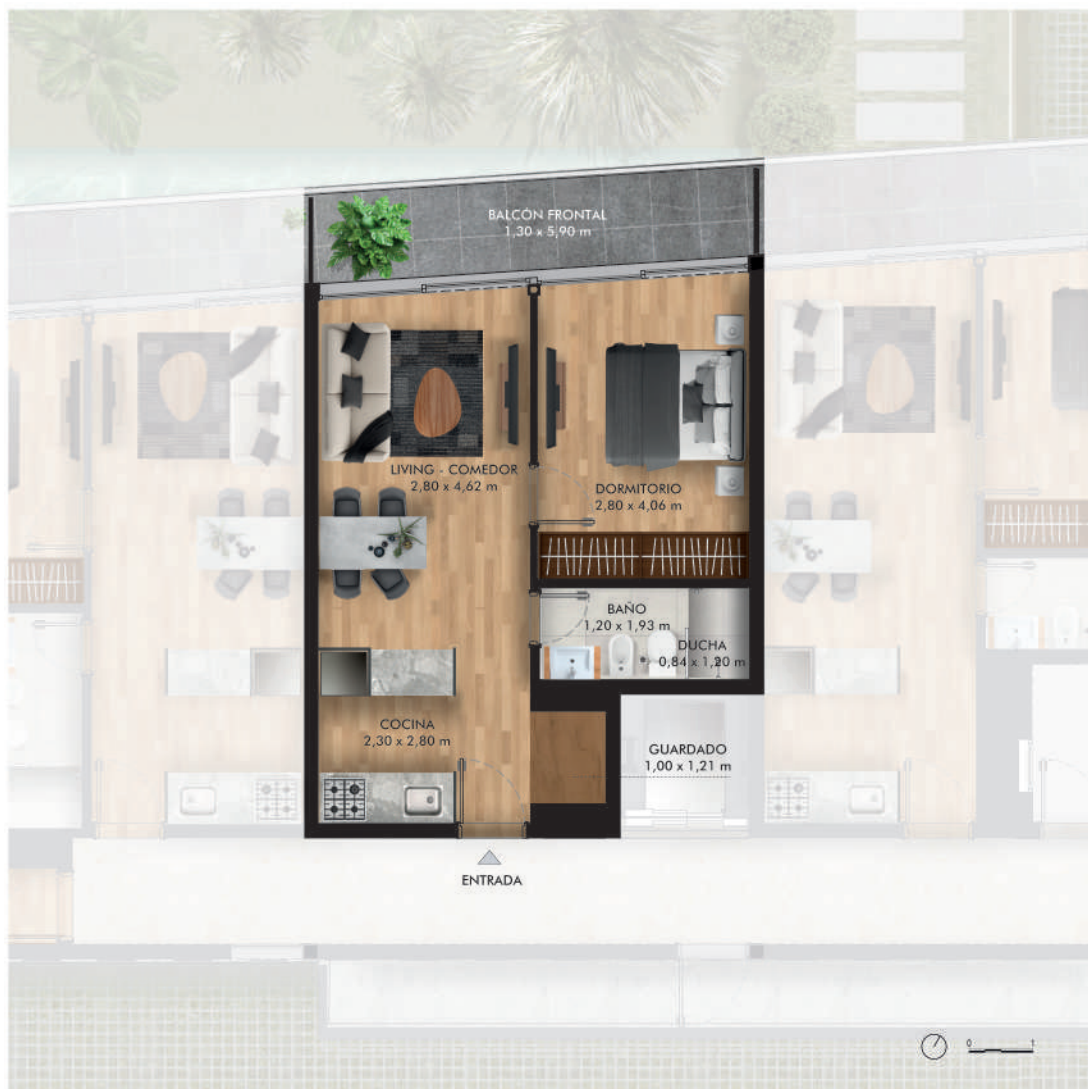 BALCÓN FRONTAL
1,30 x 5,90 m
LIVING - COMEDOR
2,80 x 4,62 m
DORMITORIO
2,80 x 4,06 m
BAÑO
1,20 x 1,93 m
DUCHA
0,84 x 1,20 m
COCINA
2,30 x 2,80 m
GUARDADO
1,00 x 1,21 m
ENTRADA
0 1